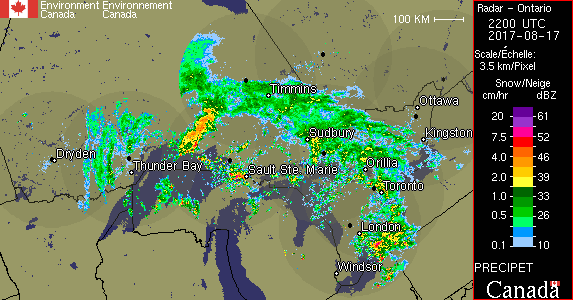 Environment Environnement
Canada Canada
100 KM
Timmins
Ottawa
Sudbury
Kingston
Dryden
Thunder Bay
Sault Ste. Marie
Orillia
Toronto
London
Windsor
Radar - Ontario
2200 UTC
2017-08-17
Scale/Échelle:
3.5 km/Pixel
Snow/Neige
cm/hr dBZ
20 61
7.5 52
4.0 46
2.0 39
1.0 33
0.5 26
0.1 10
PRECIPET
Canada